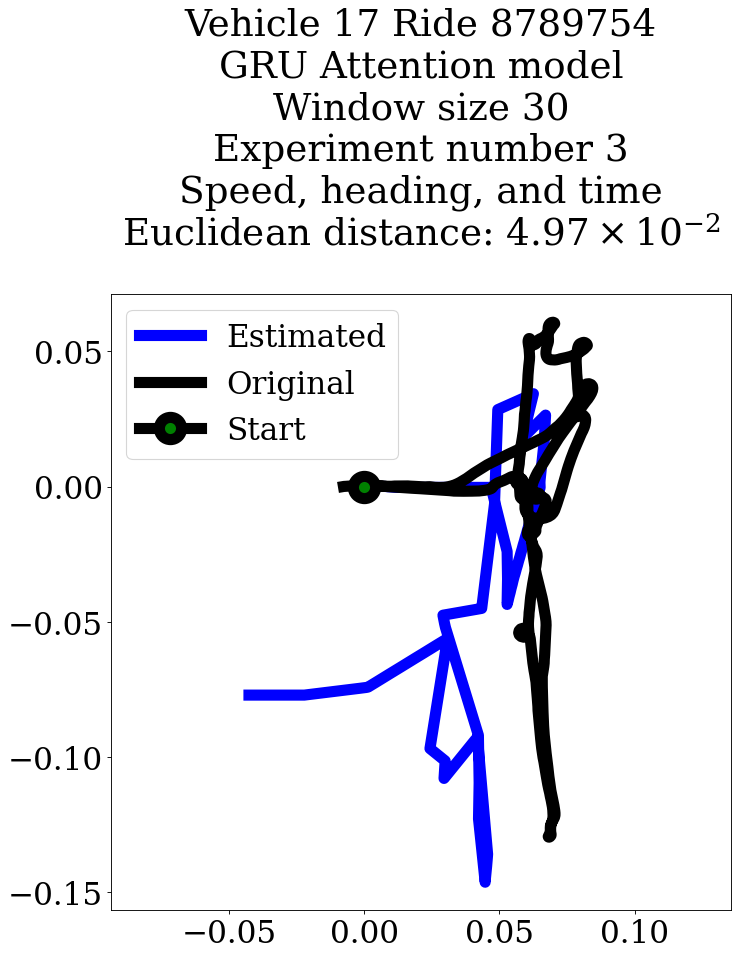 Vehicle 17 Ride 8789754
GRU Attention model
Window size 30
Experiment number 3
Speed, heading, and time
Euclidean distance: 4.97 × 10⁻²
Estimated
Original
Start
0.05
0.00
−0.05
−0.10
−0.15
−0.05 0.00 0.05 0.10